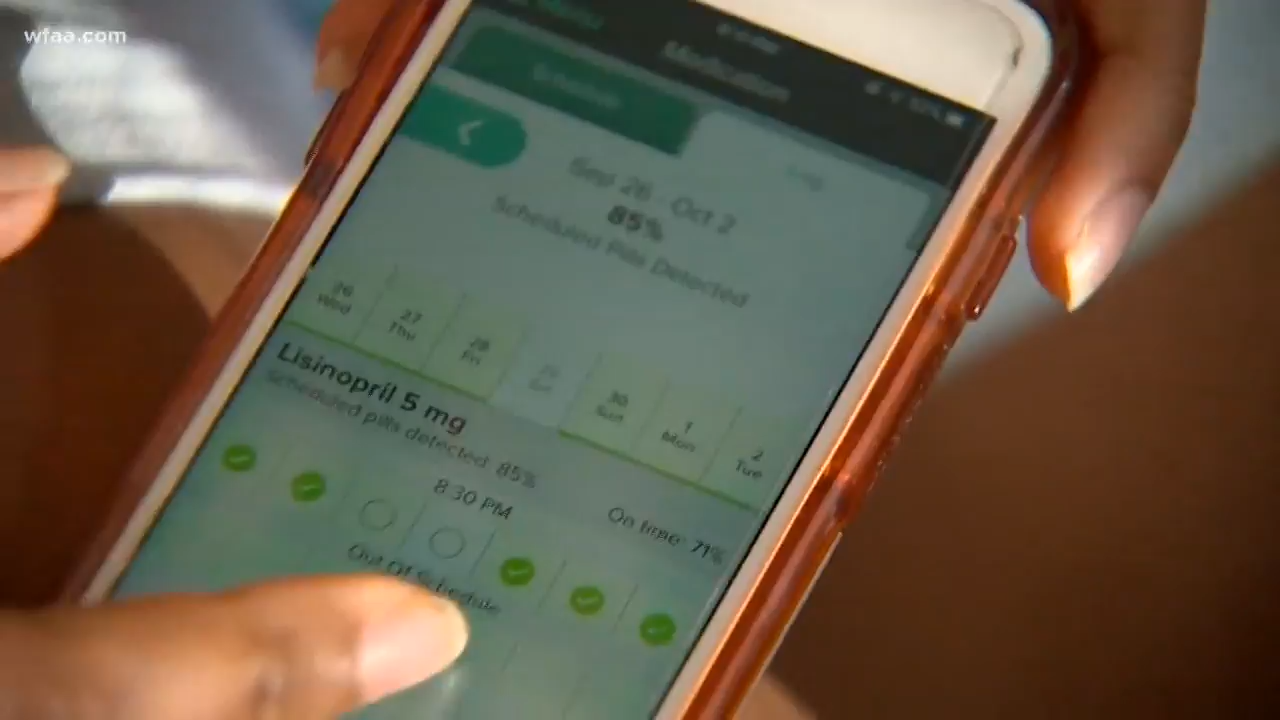 wfaa.com
Medication
Sep 26 - Oct 2
85%
Scheduled Pills Detected
26 Wed
27 Thu
28 Fri
30 Sun
1 Mon
2 Tue
Lisinopril 5 mg
Scheduled pills detected: 85%
On time: 71%
8:30 PM
Out Of Schedule